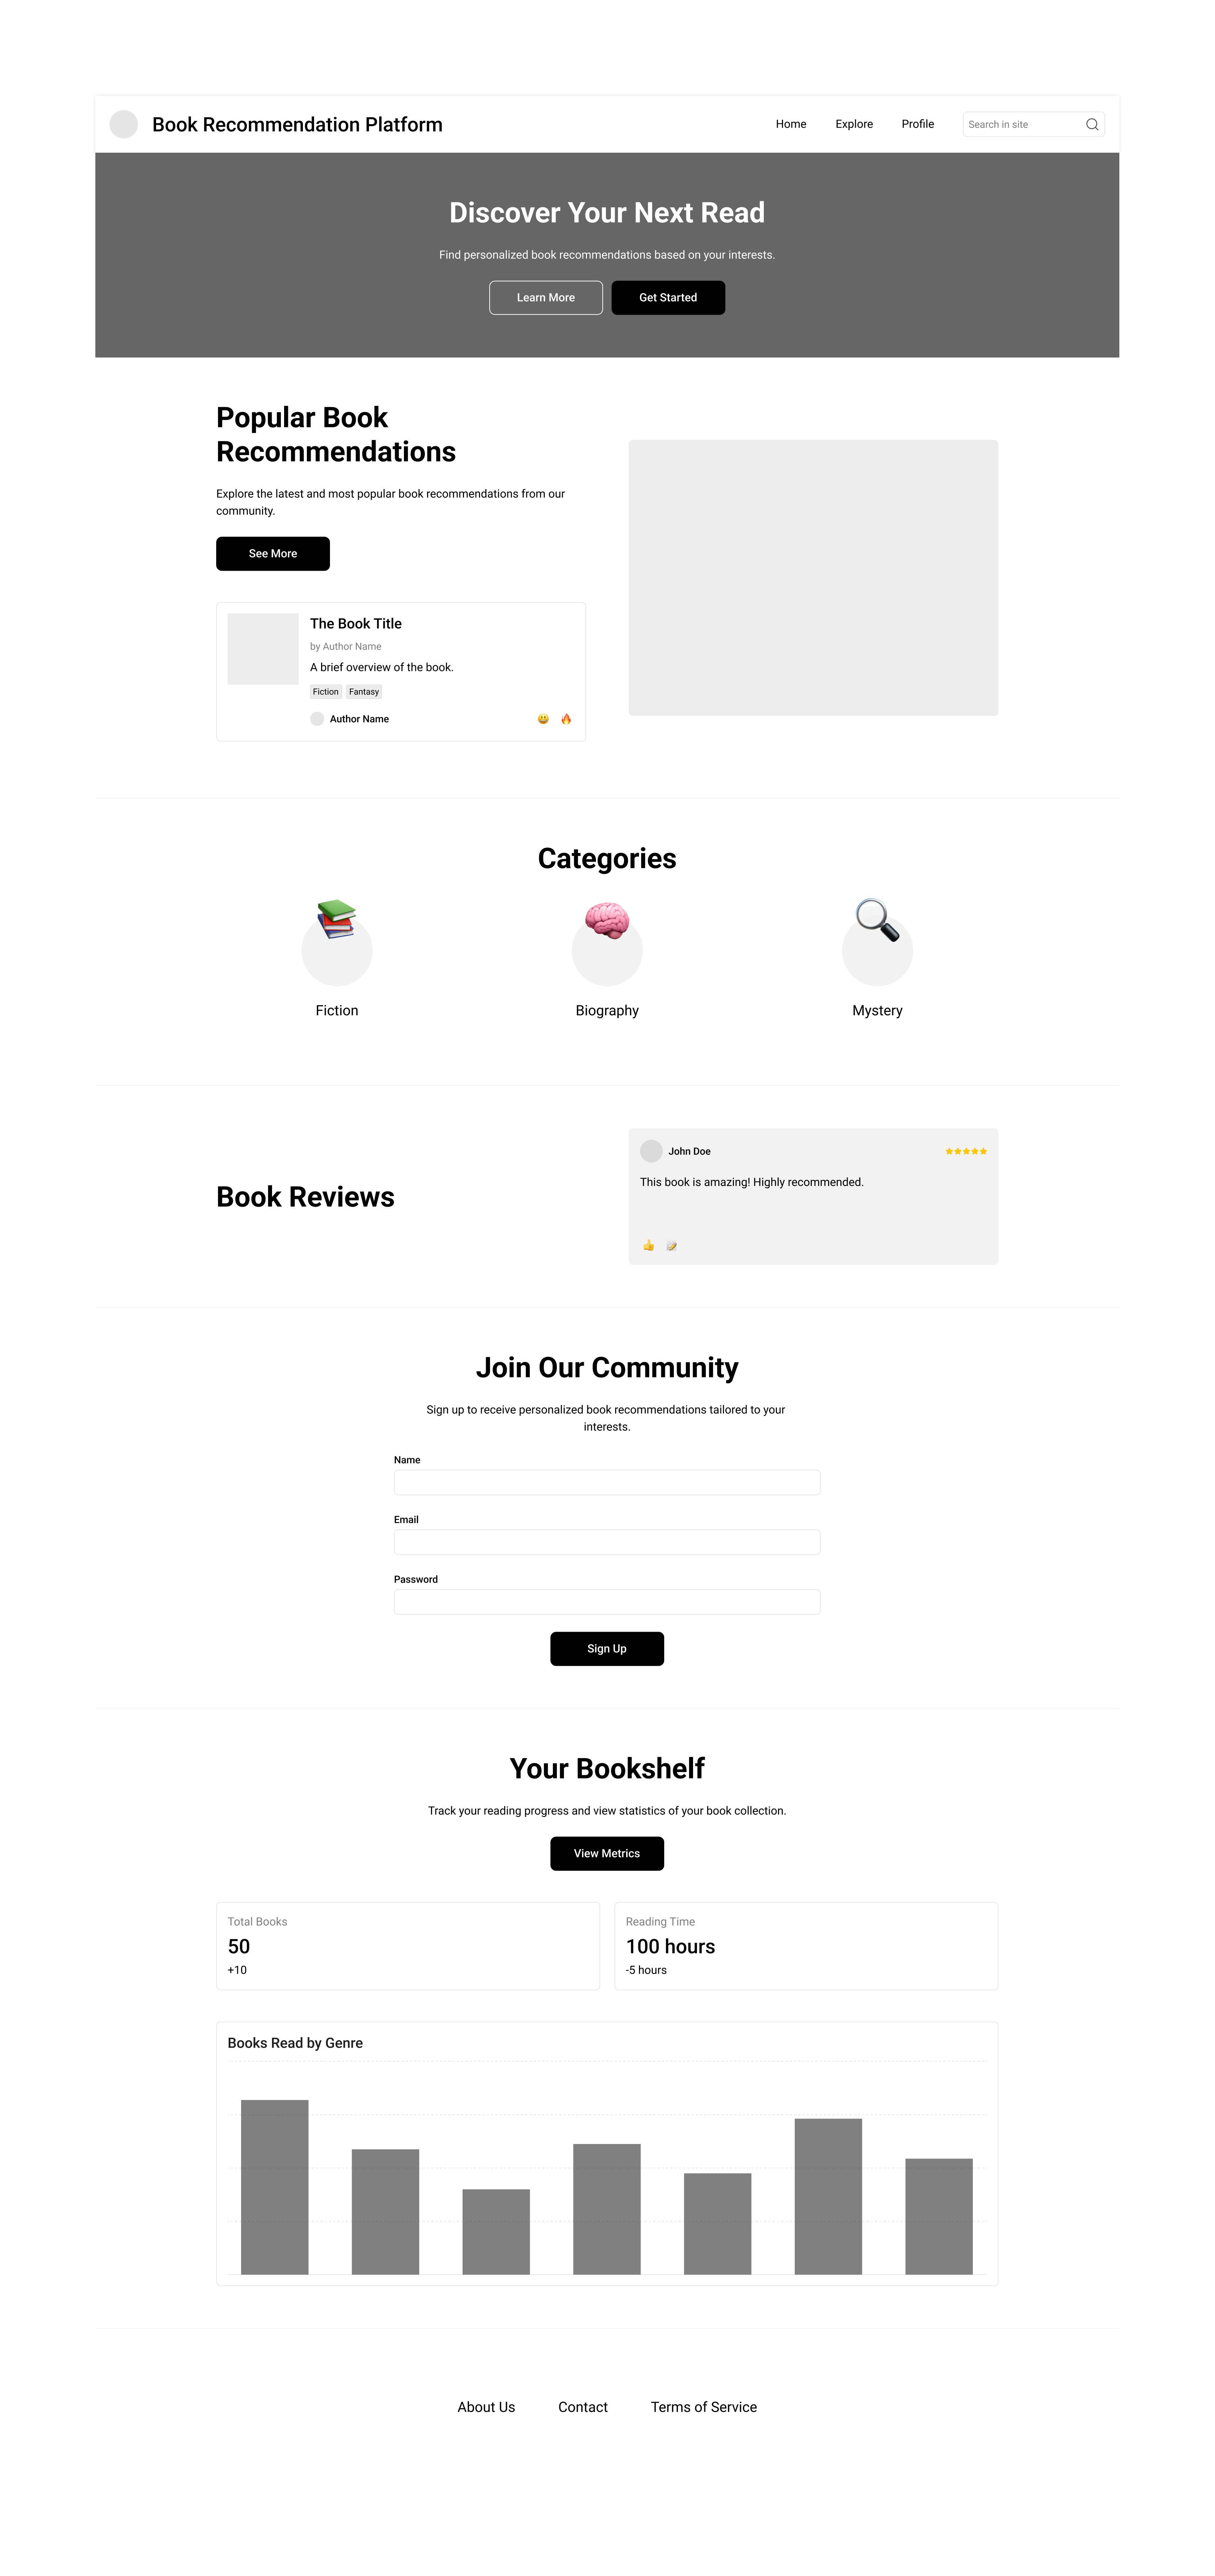 Book Recommendation Platform
Home
Explore
Profile
Search in site
Discover Your Next Read
Find personalized book recommendations based on your interests.
Learn More
Get Started
Popular Book
Recommendations
Explore the latest and most popular book recommendations from our
community.
See More
The Book Title
by Author Name
A brief overview of the book.
Fiction
Fantasy
Author Name
Categories
Fiction
Biography
Mystery
Book Reviews
John Doe
This book is amazing! Highly recommended.
Join Our Community
Sign up to receive personalized book recommendations tailored to your
interests.
Name
Email
Password
Sign Up
Your Bookshelf
Track your reading progress and view statistics of your book collection.
View Metrics
Total Books
50
+10
Reading Time
100 hours
-5 hours
Books Read by Genre
About Us
Contact
Terms of Service